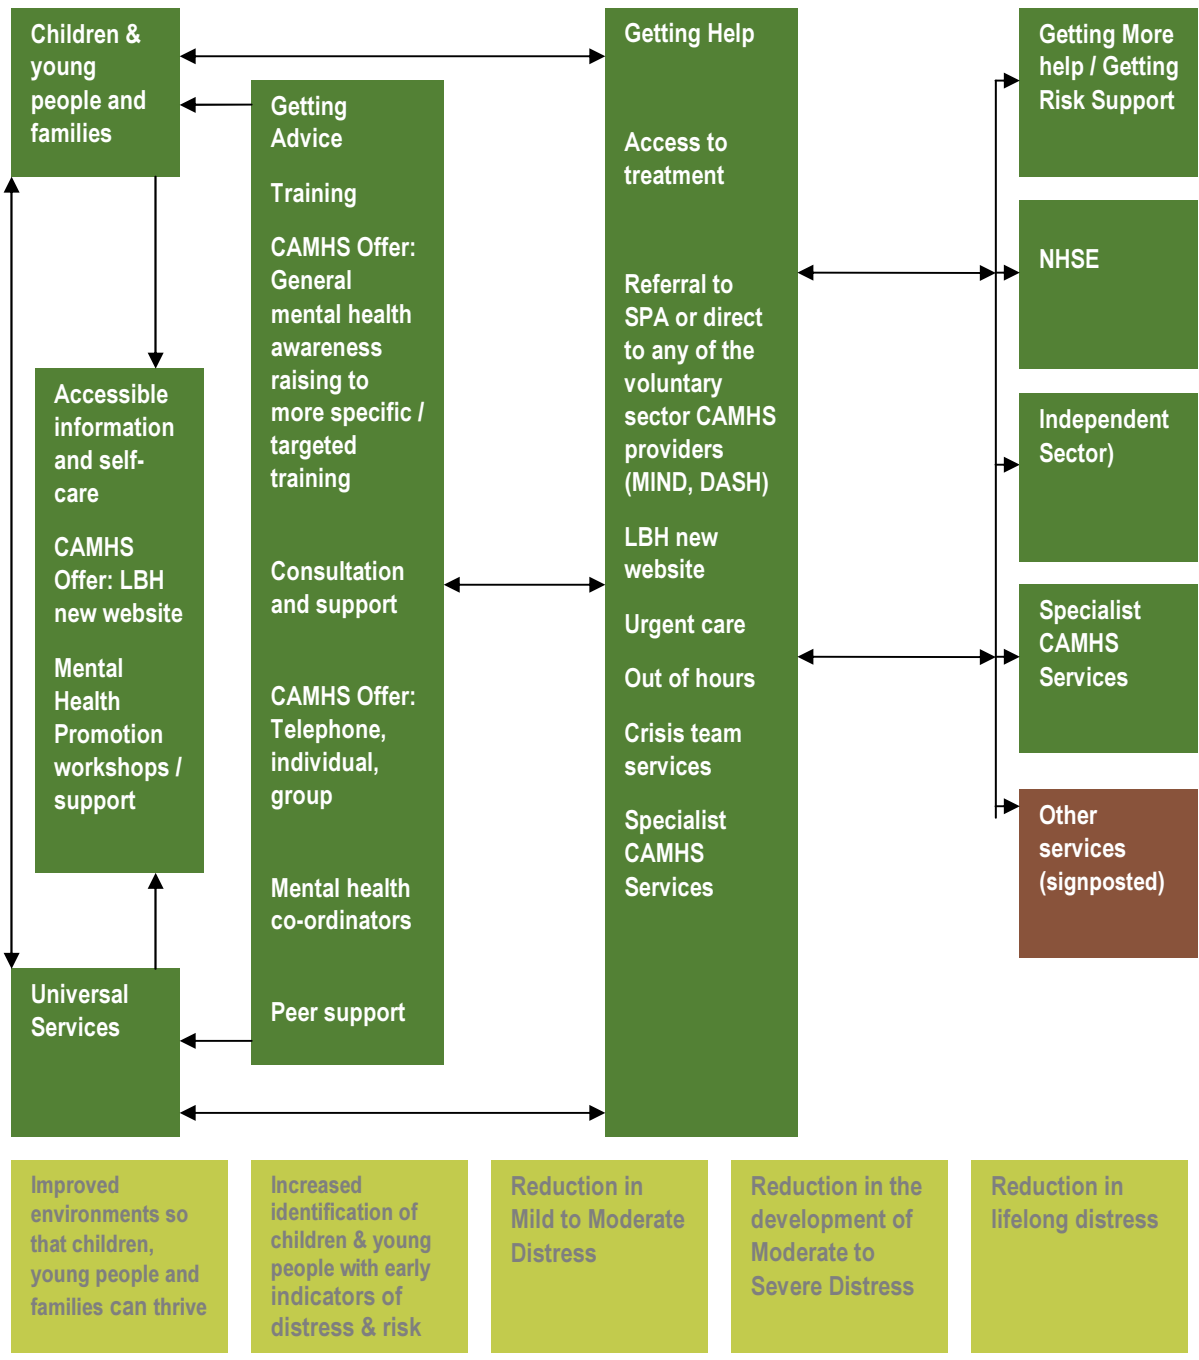 Children &
young
people and
families
Accessible
information
and self-
care
CAMHS
Offer: LBH
new website
Mental
Health
Promotion
workshops /
support
Universal
Services
Getting
Advice
Training
CAMHS Offer:
General
mental health
awareness
raising to
more specific /
targeted
training
Consultation
and support
CAMHS Offer:
Telephone,
individual,
group
Mental health
co-ordinators
Peer support
Getting Help
Access to
treatment
Referral to
SPA or direct
to any of the
voluntary
sector CAMHS
providers
(MIND, DASH)
LBH new
website
Urgent care
Out of hours
Crisis team
services
Specialist
CAMHS
Services
Getting More
help / Getting
Risk Support
NHSE
Independent
Sector)
Specialist
CAMHS
Services
Other
services
(signposted)
Improved
environments so
that children,
young people and
families can thrive
Increased
identification of
children & young
people with early
indicators of
distress & risk
Reduction in
Mild to Moderate
Distress
Reduction in the
development of
Moderate to
Severe Distress
Reduction in
lifelong distress